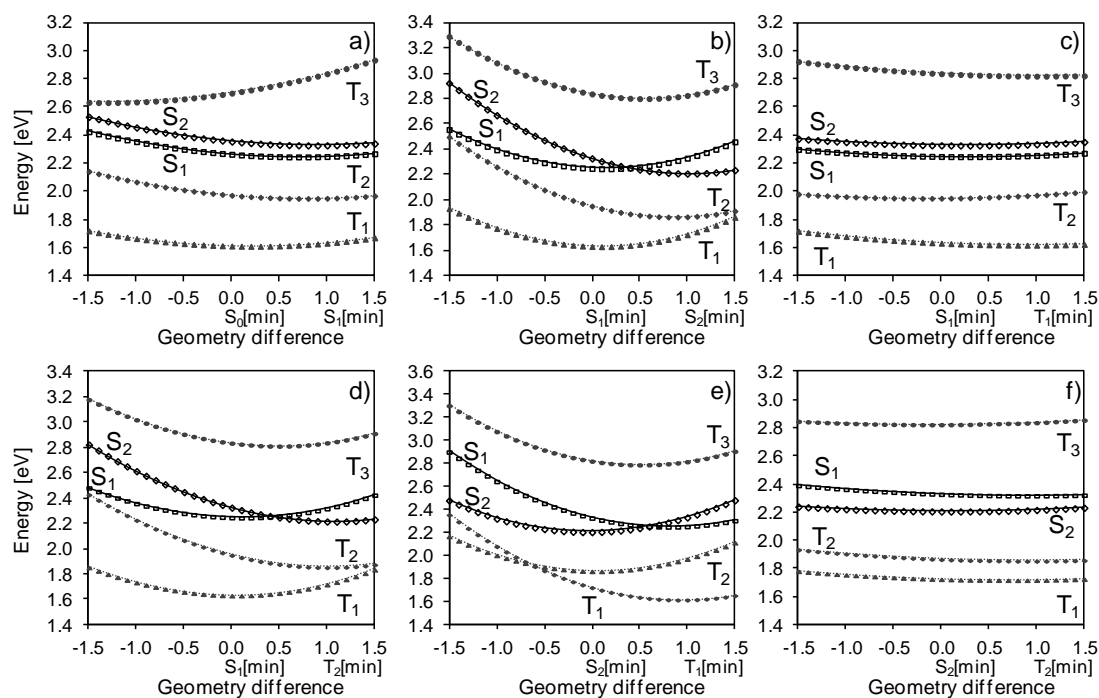 3.2 3.0 2.8 2.6 2.4 2.2 2.0 1.8 1.6 1.4
Energy [eV]
a)
T3
S2
S1
T2
T1
-1.5 -1.0 -0.5 0.0 0.5 1.0 1.5
S0[min] S1[min]
Geometry difference
3.4 3.2 3.0 2.8 2.6 2.4 2.2 2.0 1.8 1.6 1.4
b)
T3
S2
S1
T2
T1
-1.5 -1.0 -0.5 0.0 0.5 1.0 1.5
S1[min] S2[min]
Geometry difference
3.2 3.0 2.8 2.6 2.4 2.2 2.0 1.8 1.6 1.4
c)
T3
S2
S1
T2
T1
-1.5 -1.0 -0.5 0.0 0.5 1.0 1.5
S1[min] T1[min]
Geometry difference
3.6 3.4 3.2 3.0 2.8 2.6 2.4 2.2 2.0 1.8 1.6 1.4
Energy [eV]
d)
S2
S1
T3
T2
T1
-1.5 -1.0 -0.5 0.0 0.5 1.0 1.5
S1[min] T2[min]
Geometry difference
3.6 3.4 3.2 3.0 2.8 2.6 2.4 2.2 2.0 1.8 1.6 1.4
e)
T3
S1
S2
T2
T1
-1.5 -1.0 -0.5 0.0 0.5 1.0 1.5
S2[min] T1[min]
Geometry difference
3.2 3.0 2.8 2.6 2.4 2.2 2.0 1.8 1.6 1.4
f)
T3
S1
S2
T2
T1
-1.5 -1.0 -0.5 0.0 0.5 1.0 1.5
S2[min] T2[min]
Geometry difference